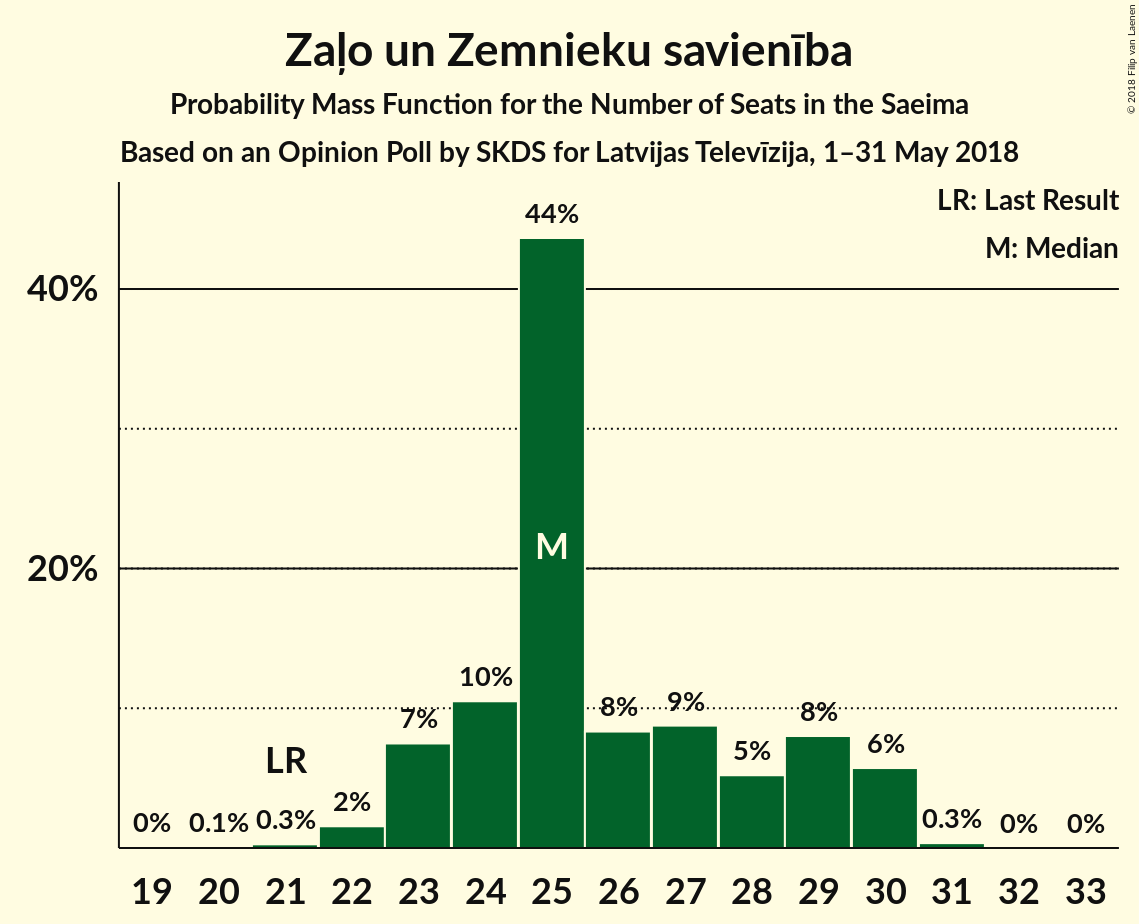 Zaļo un Zemnieku savienība
Probability Mass Function for the Number of Seats in the Saeima
Based on an Opinion Poll by SKDS for Latvijas Televīzija, 1–31 May 2018
© 2018 Filip van Laenen
LR: Last Result
M: Median
40%
20%
0%
0.1%
0.3%
2%
7%
10%
44%
8%
9%
5%
8%
6%
0.3%
0%
0%
LR
M
19 20 21 22 23 24 25 26 27 28 29 30 31 32 33